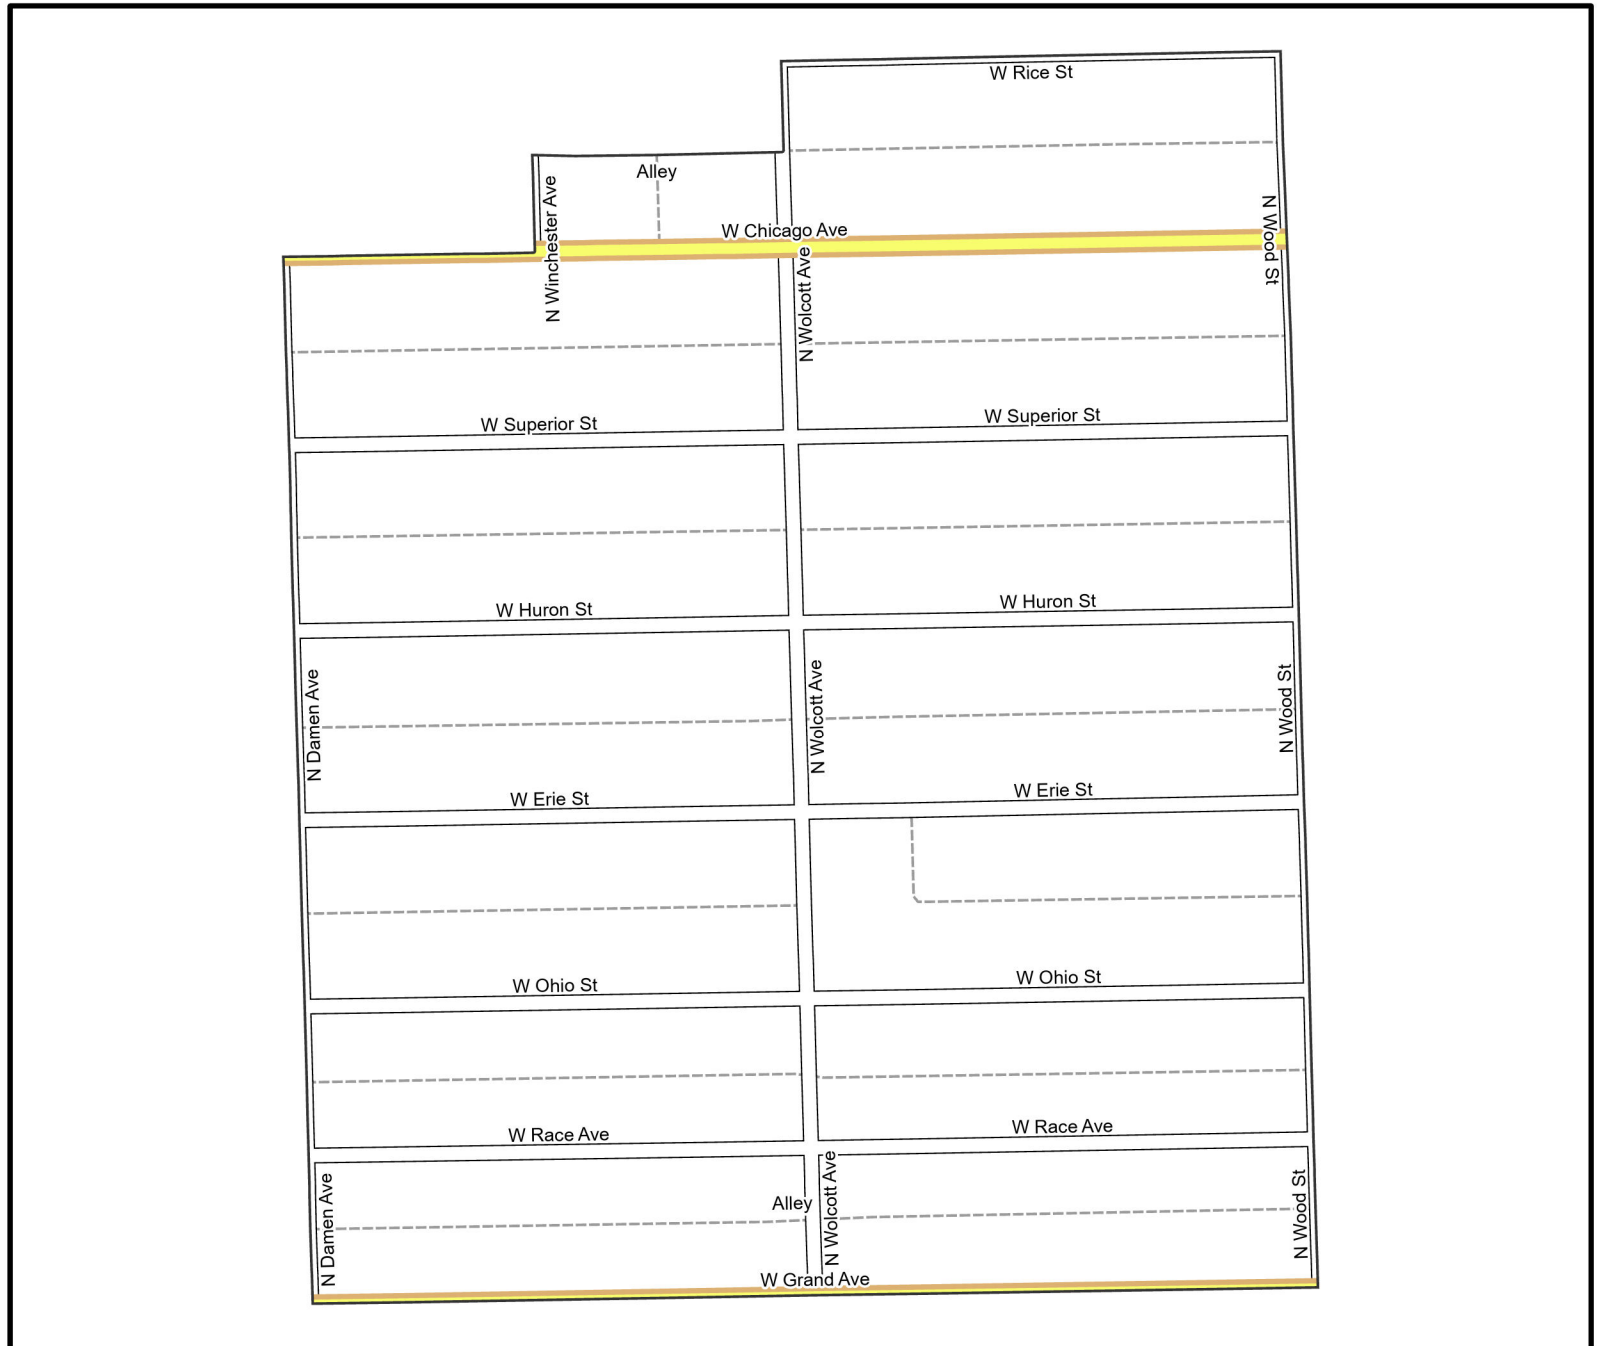 W Rice St
Alley
N Winchester Ave
W Chicago Ave
N Wood St
N Wolcott Ave
W Superior St
W Superior St
W Huron St
W Huron St
N Damen Ave
N Wolcott Ave
N Wood St
W Erie St
W Erie St
W Ohio St
W Ohio St
W Race Ave
W Race Ave
N Damen Ave
Alley
N Wolcott Ave
N Wood St
W Grand Ave